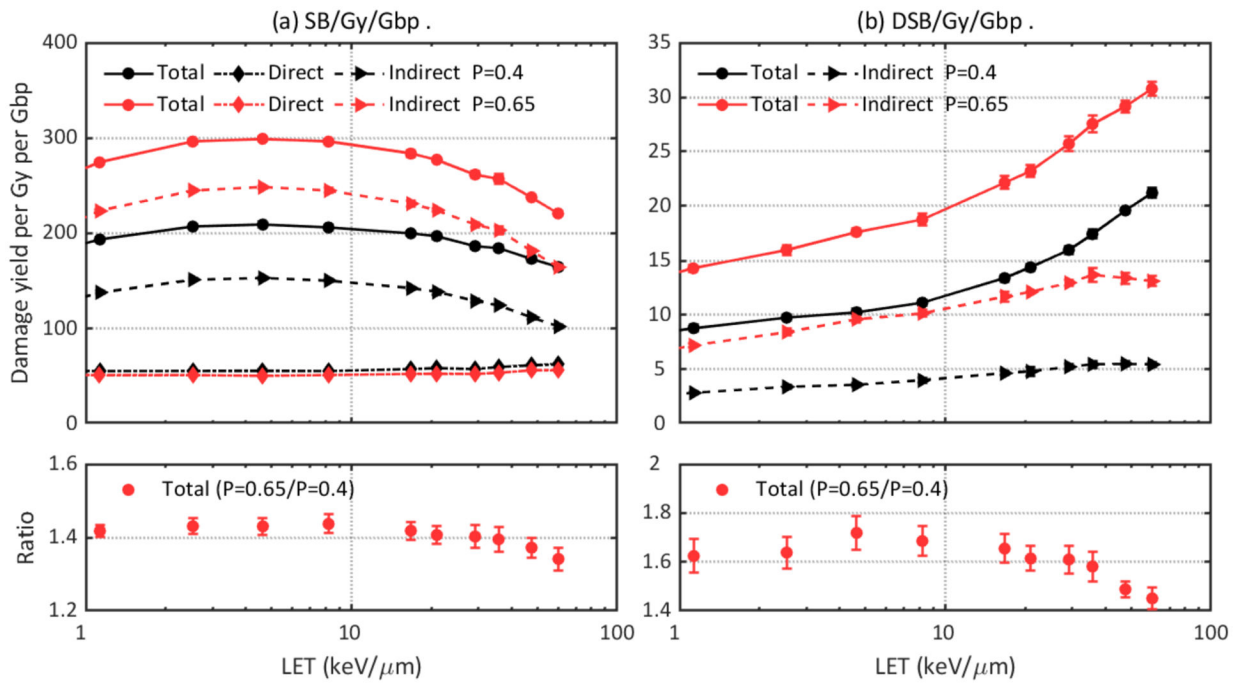 (a) SB/Gy/Gbp .
400
300
200
100
0
Damage yield per Gy per Gbp
Total Direct Indirect P=0.4
Total Direct Indirect P=0.65
1.6
1.4
1.2
Ratio
Total (P=0.65/P=0.4)
1 10 100
LET (keV/μm)
(b) DSB/Gy/Gbp .
35
30
25
20
15
10
5
0
Total Indirect P=0.4
Total Indirect P=0.65
2
1.8
1.6
1.4
Total (P=0.65/P=0.4)
1 10 100
LET (keV/μm)